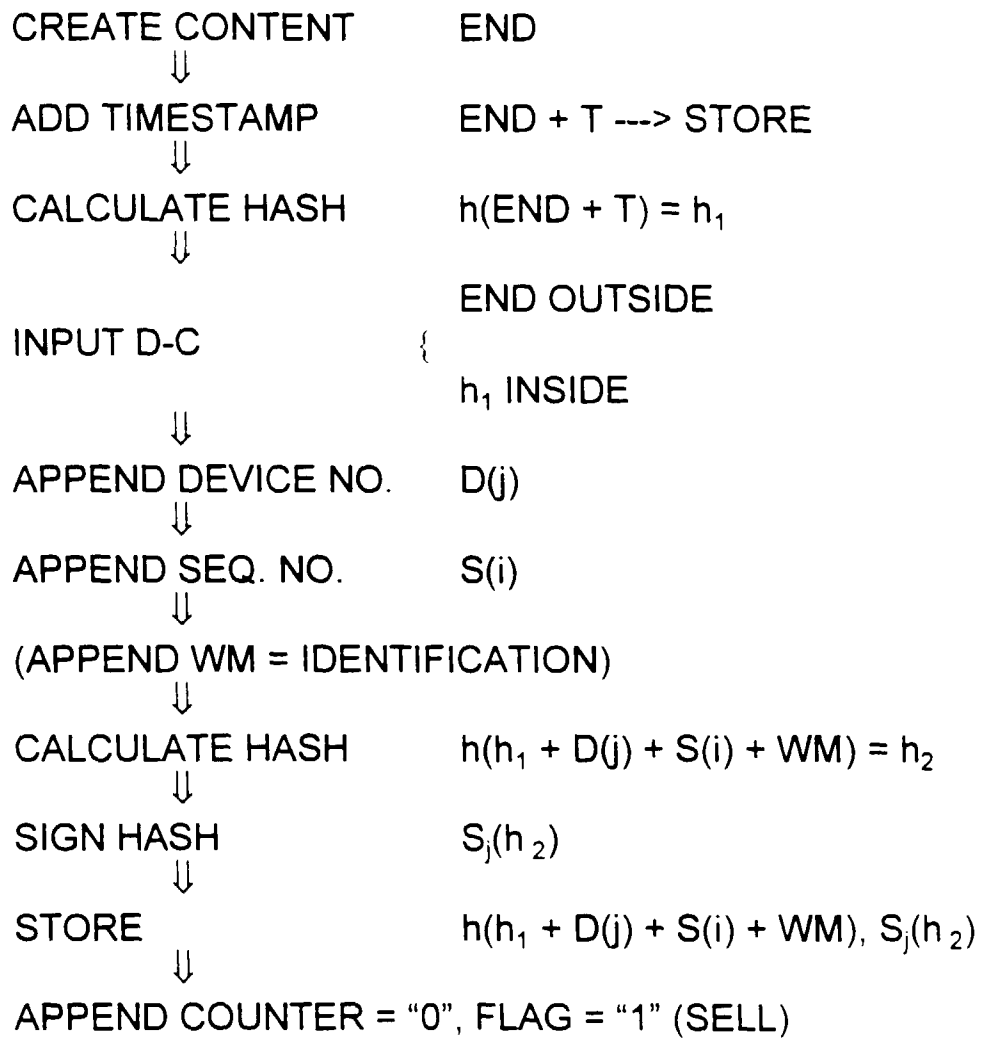 CREATE CONTENT END
⇓
ADD TIMESTAMP END + T ---> STORE
⇓
CALCULATE HASH h(END + T) = h₁
⇓
END OUTSIDE
INPUT D-C {
h₁ INSIDE
⇓
APPEND DEVICE NO. D(j)
⇓
APPEND SEQ. NO. S(i)
⇓
(APPEND WM = IDENTIFICATION)
⇓
CALCULATE HASH h(h₁ + D(j) + S(i) + WM) = h₂
⇓
SIGN HASH Sⱼ(h ₂)
⇓
STORE h(h₁ + D(j) + S(i) + WM), Sⱼ(h ₂)
⇓
APPEND COUNTER = “0”, FLAG = “1” (SELL)